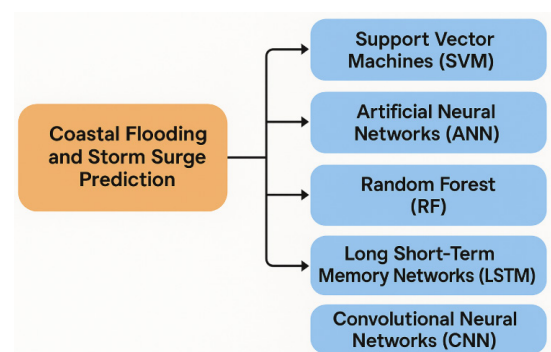 Coastal Flooding
and Storm Surge
Prediction
Support Vector
Machines (SVM)
Artificial Neural
Networks (ANN)
Random Forest
(RF)
Long Short-Term
Memory Networks (LSTM)
Convolutional Neural
Networks (CNN)